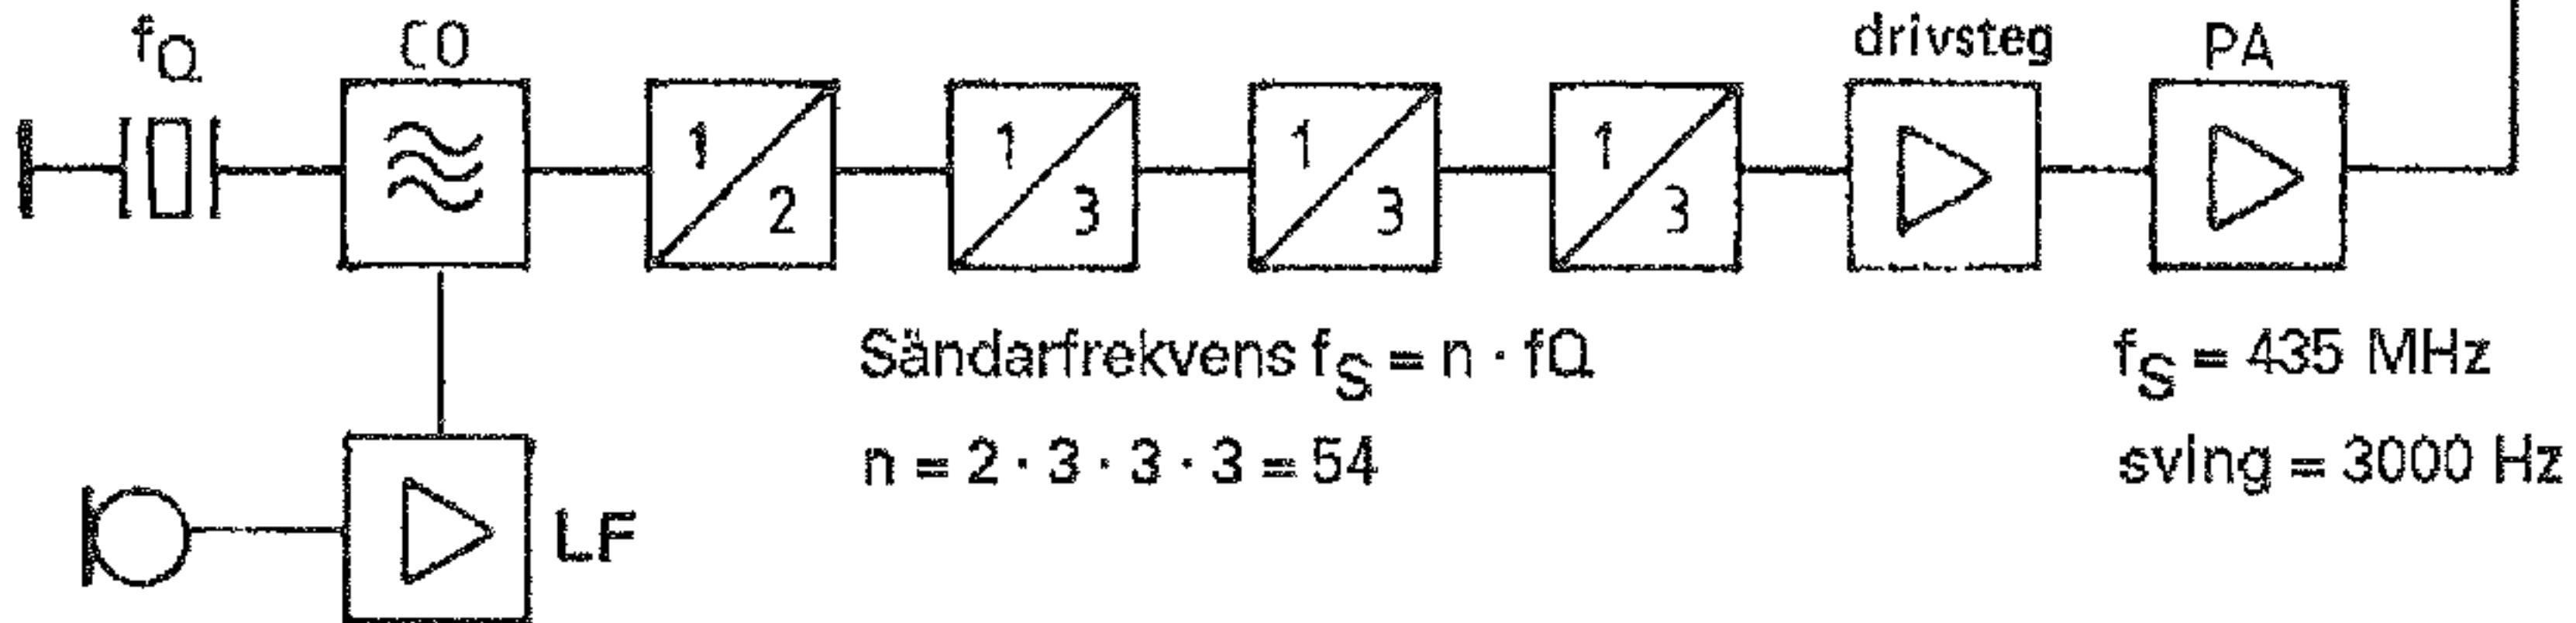 fQ CO drivsteg PA
1 1 1 1
2 3 3 3
Sändarfrekvens fS = n · fQ
fS = 435 MHz
n = 2 · 3 · 3 · 3 = 54
sving = 3000 Hz
LF